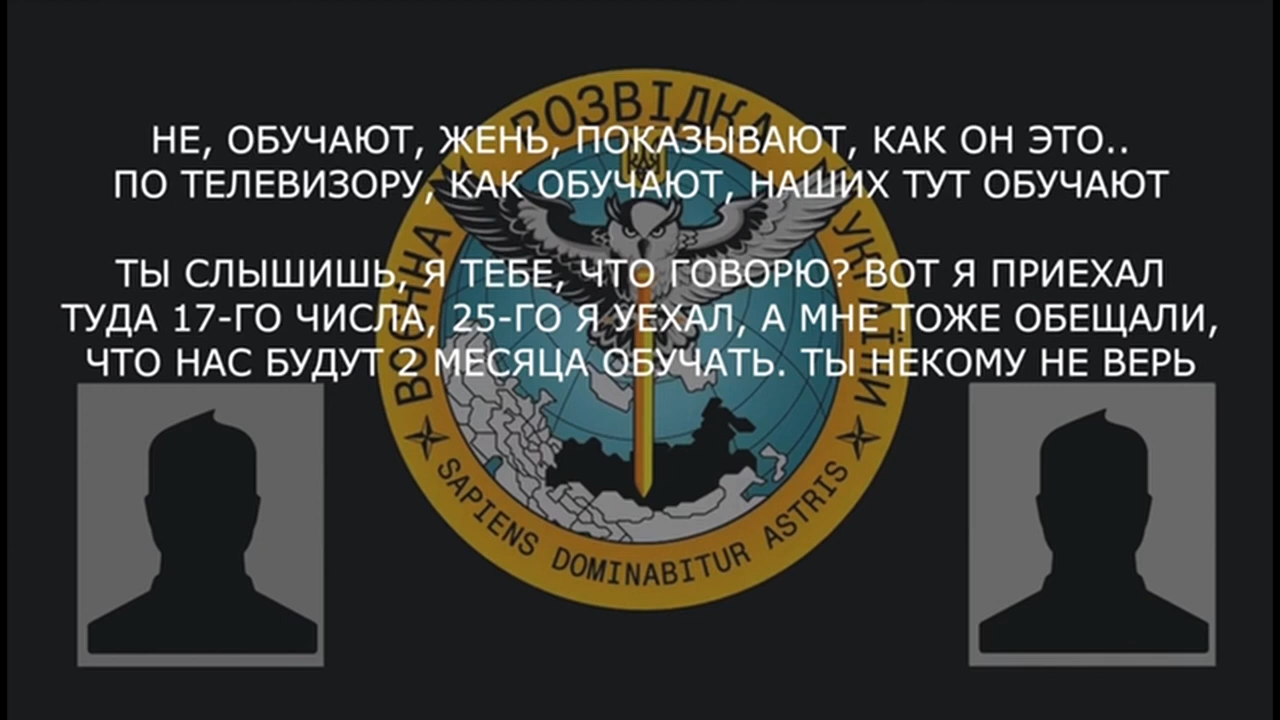 НЕ, ОБУЧАЮТ, ЖЕНЬ, ПОКАЗЫВАЮТ, КАК ОН ЭТО..
ПО ТЕЛЕВИЗОРУ, КАК ОБУЧАЮТ, НАШИХ ТУТ ОБУЧАЮТ
ТЫ СЛЫШИШЬ, Я ТЕБЕ, ЧТО ГОВОРЮ? ВОТ Я ПРИЕХАЛ
ТУДА 17-ГО ЧИСЛА, 25-ГО Я УЕХАЛ, А МНЕ ТОЖЕ ОБЕЩАЛИ,
ЧТО НАС БУДУТ 2 МЕСЯЦА ОБУЧАТЬ. ТЫ НЕКОМУ НЕ ВЕРЬ
ВОЄННА РОЗВІДКА УКРАЇНИ
SAPIENS DOMINABITUR ASTRIS